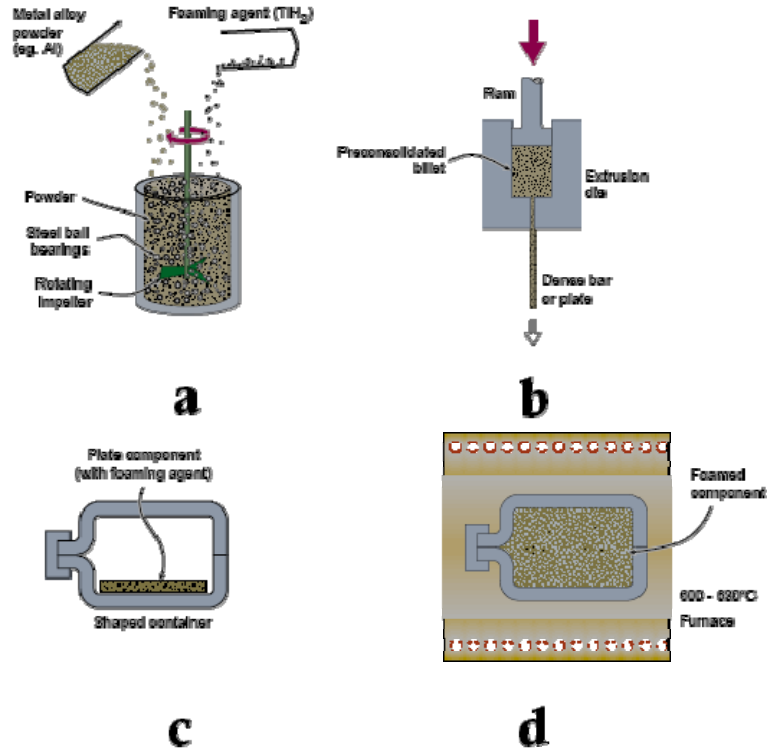 Metal alloy
powder
(eg. Al)
Foaming agent (TiH2)
Powder
Steel ball
bearings
Rotating
impeller
a
Ram
Preconsolidated
billet
Extrusion
die
Dense bar
or plate
b
Plate component
(with foaming agent)
Shaped container
c
Foamed
component
Furnace
d